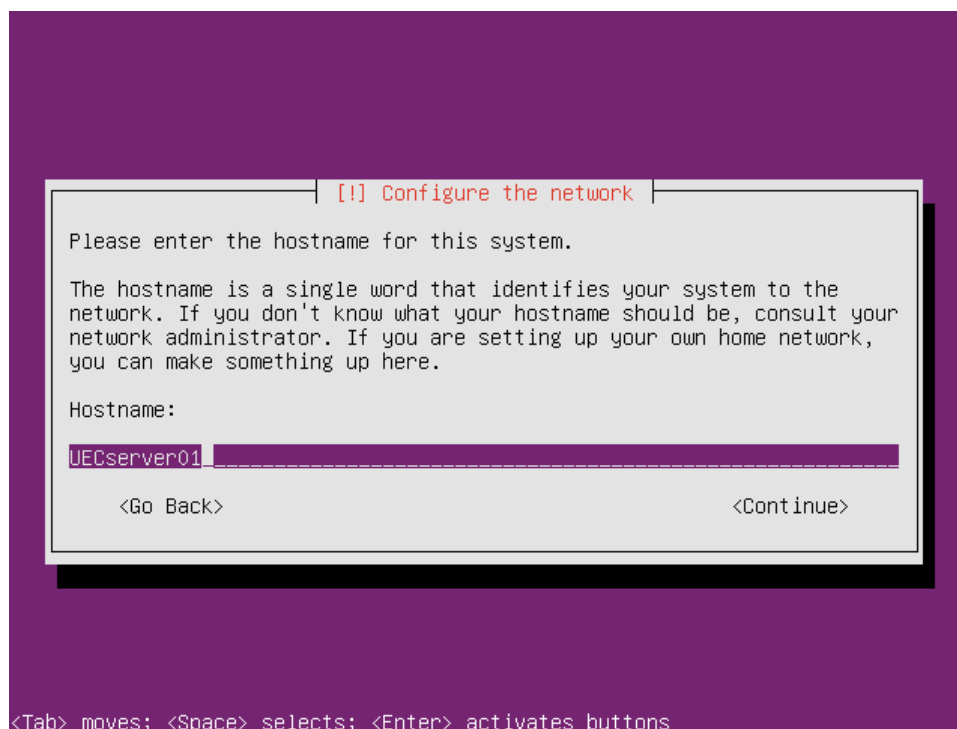 [!] Configure the network
Please enter the hostname for this system.
The hostname is a single word that identifies your system to the
network. If you don't know what your hostname should be, consult your
network administrator. If you are setting up your own home network,
you can make something up here.
Hostname:
UECserver01
<Go Back> <Continue>
<Tab> moves; <Space> selects; <Enter> activates buttons